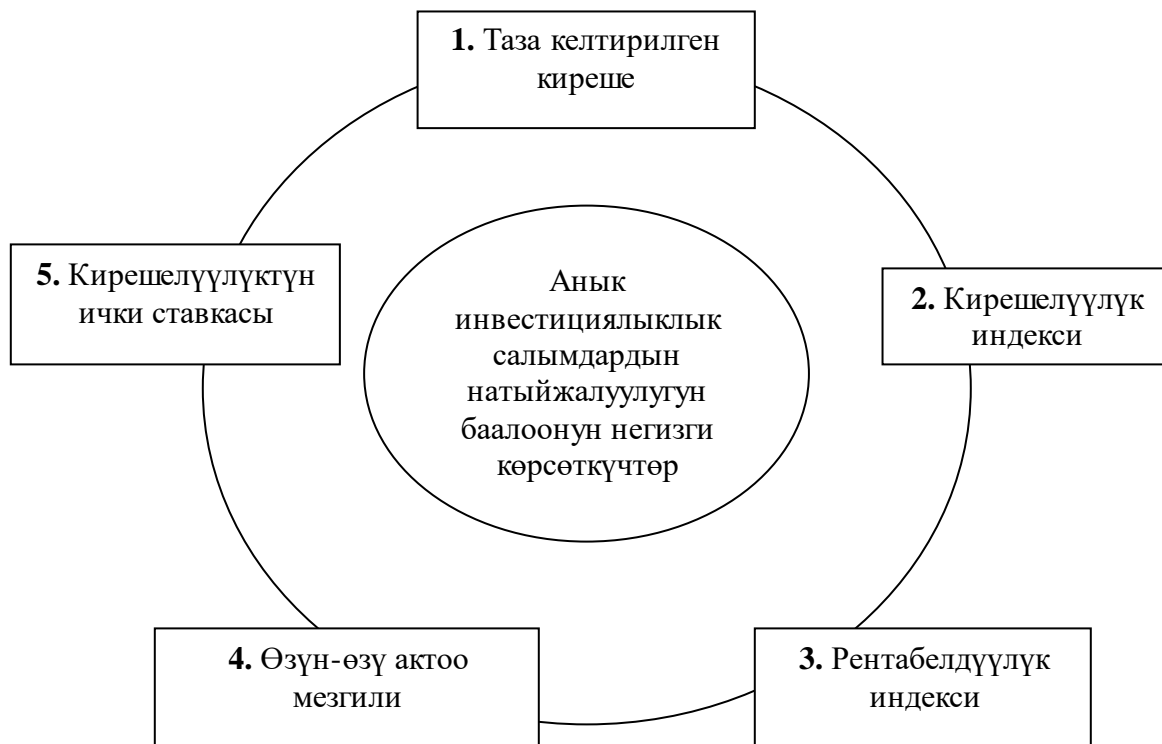 1. Таза келтирилген
киреше
5. Кирешелүүлүктүн
ички ставкасы
Анык
инвестициялыклык
салымдардын
натыйжалуулугун
баалоонун негизги
көрсөткүчтөр
2. Кирешелүүлүк
индекси
4. Өзүн-өзү актоо
мезгили
3. Рентабелдүүлүк
индекси